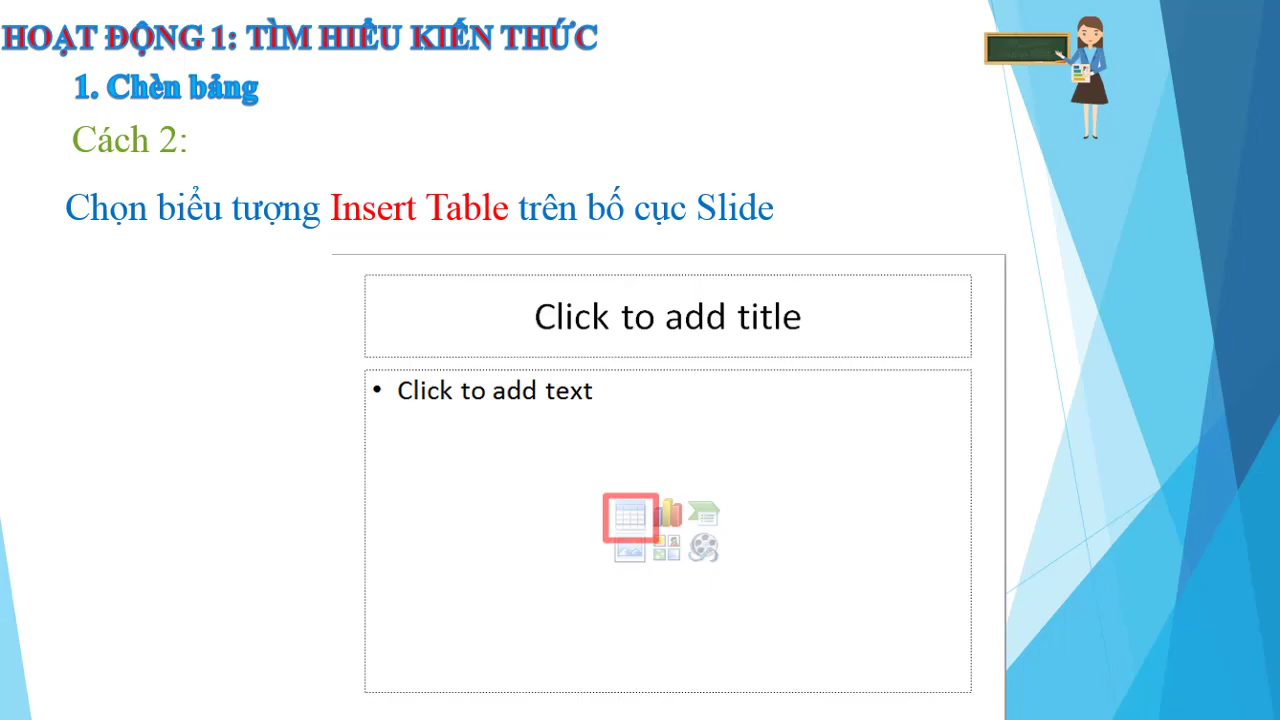 HOẠT ĐỘNG 1: TÌM HIỂU KIẾN THỨC
1. Chèn bảng
Cách 2:
Chọn biểu tượng Insert Table trên bố cục Slide
Click to add title
• Click to add text